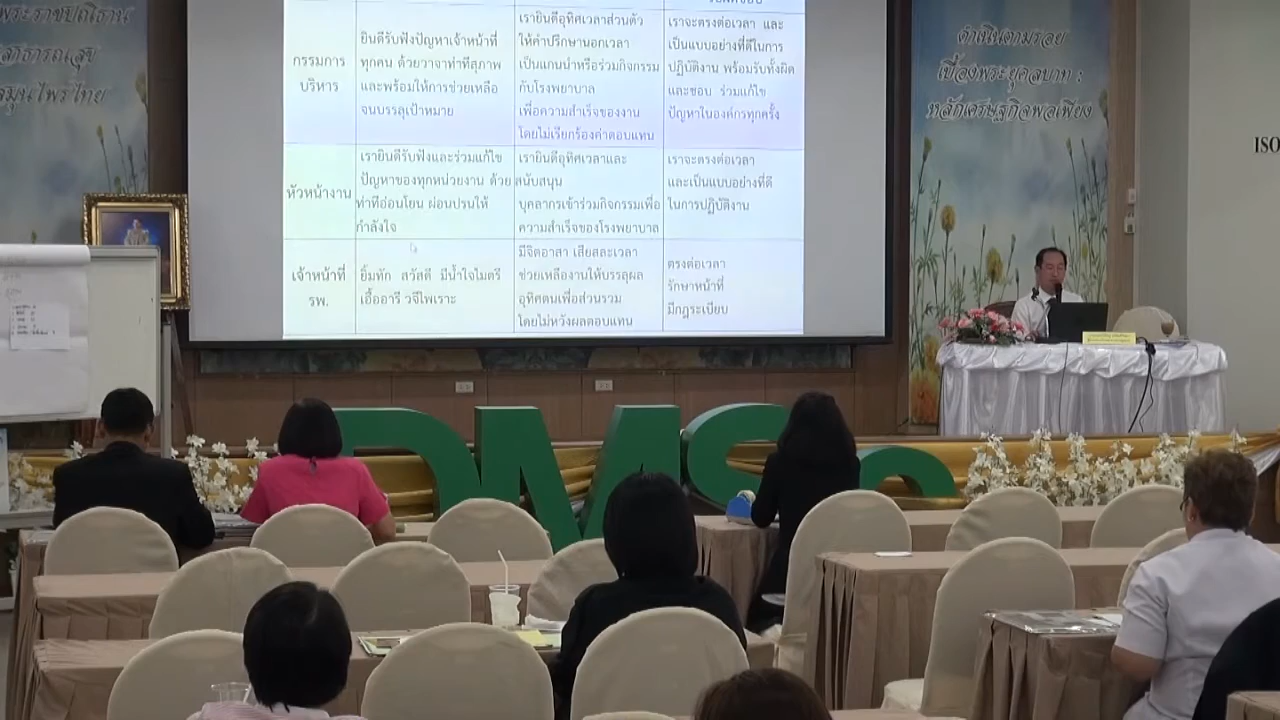 พระราชปณิธาน
สาธารณสุข
สมุนไพรไทย
กรรมการ
บริหาร
ยินดีรับฟังปัญหาเจ้าหน้าที่
ทุกคน ด้วยวาจาท่าทีสุภาพ
และพร้อมให้การช่วยเหลือ
จนบรรลุเป้าหมาย
เรายินดีอุทิศเวลาส่วนตัว
ให้คำปรึกษานอกเวลา
เป็นแกนนำหรือร่วมกิจกรรม
กับโรงพยาบาล
เพื่อความสำเร็จของงาน
โดยไม่เรียกร้องค่าตอบแทน
เราจะตรงต่อเวลา และ
เป็นแบบอย่างที่ดีในการ
ปฏิบัติงาน พร้อมรับทั้งผิด
และชอบ ร่วมแก้ไข
ปัญหาในองค์กรทุกครั้ง
หัวหน้างาน
เรายินดีรับฟังและร่วมแก้ไข
ปัญหาของทุกหน่วยงาน ด้วย
ท่าทีอ่อนโยน ผ่อนปรนให้
กำลังใจ
เรายินดีอุทิศเวลาและ
สนับสนุน
บุคลากรเข้าร่วมกิจกรรมเพื่อ
ความสำเร็จของโรงพยาบาล
เราจะตรงต่อเวลา
และเป็นแบบอย่างที่ดี
ในการปฏิบัติงาน
เจ้าหน้าที่
รพ.
ยิ้มทัก สวัสดี มีน้ำใจไมตรี
เอื้ออารี วจีไพเราะ
มีจิตอาสา เสียสละเวลา
ช่วยเหลืองานให้บรรลุผล
อุทิศตนเพื่อส่วนรวม
โดยไม่หวังผลตอบแทน
ตรงต่อเวลา
รักษาหน้าที่
มีกฎระเบียบ
ดำเนินตามรอย
เบื้องพระยุคลบาท :
หลักเศรษฐกิจพอเพียง
ISO
DMS